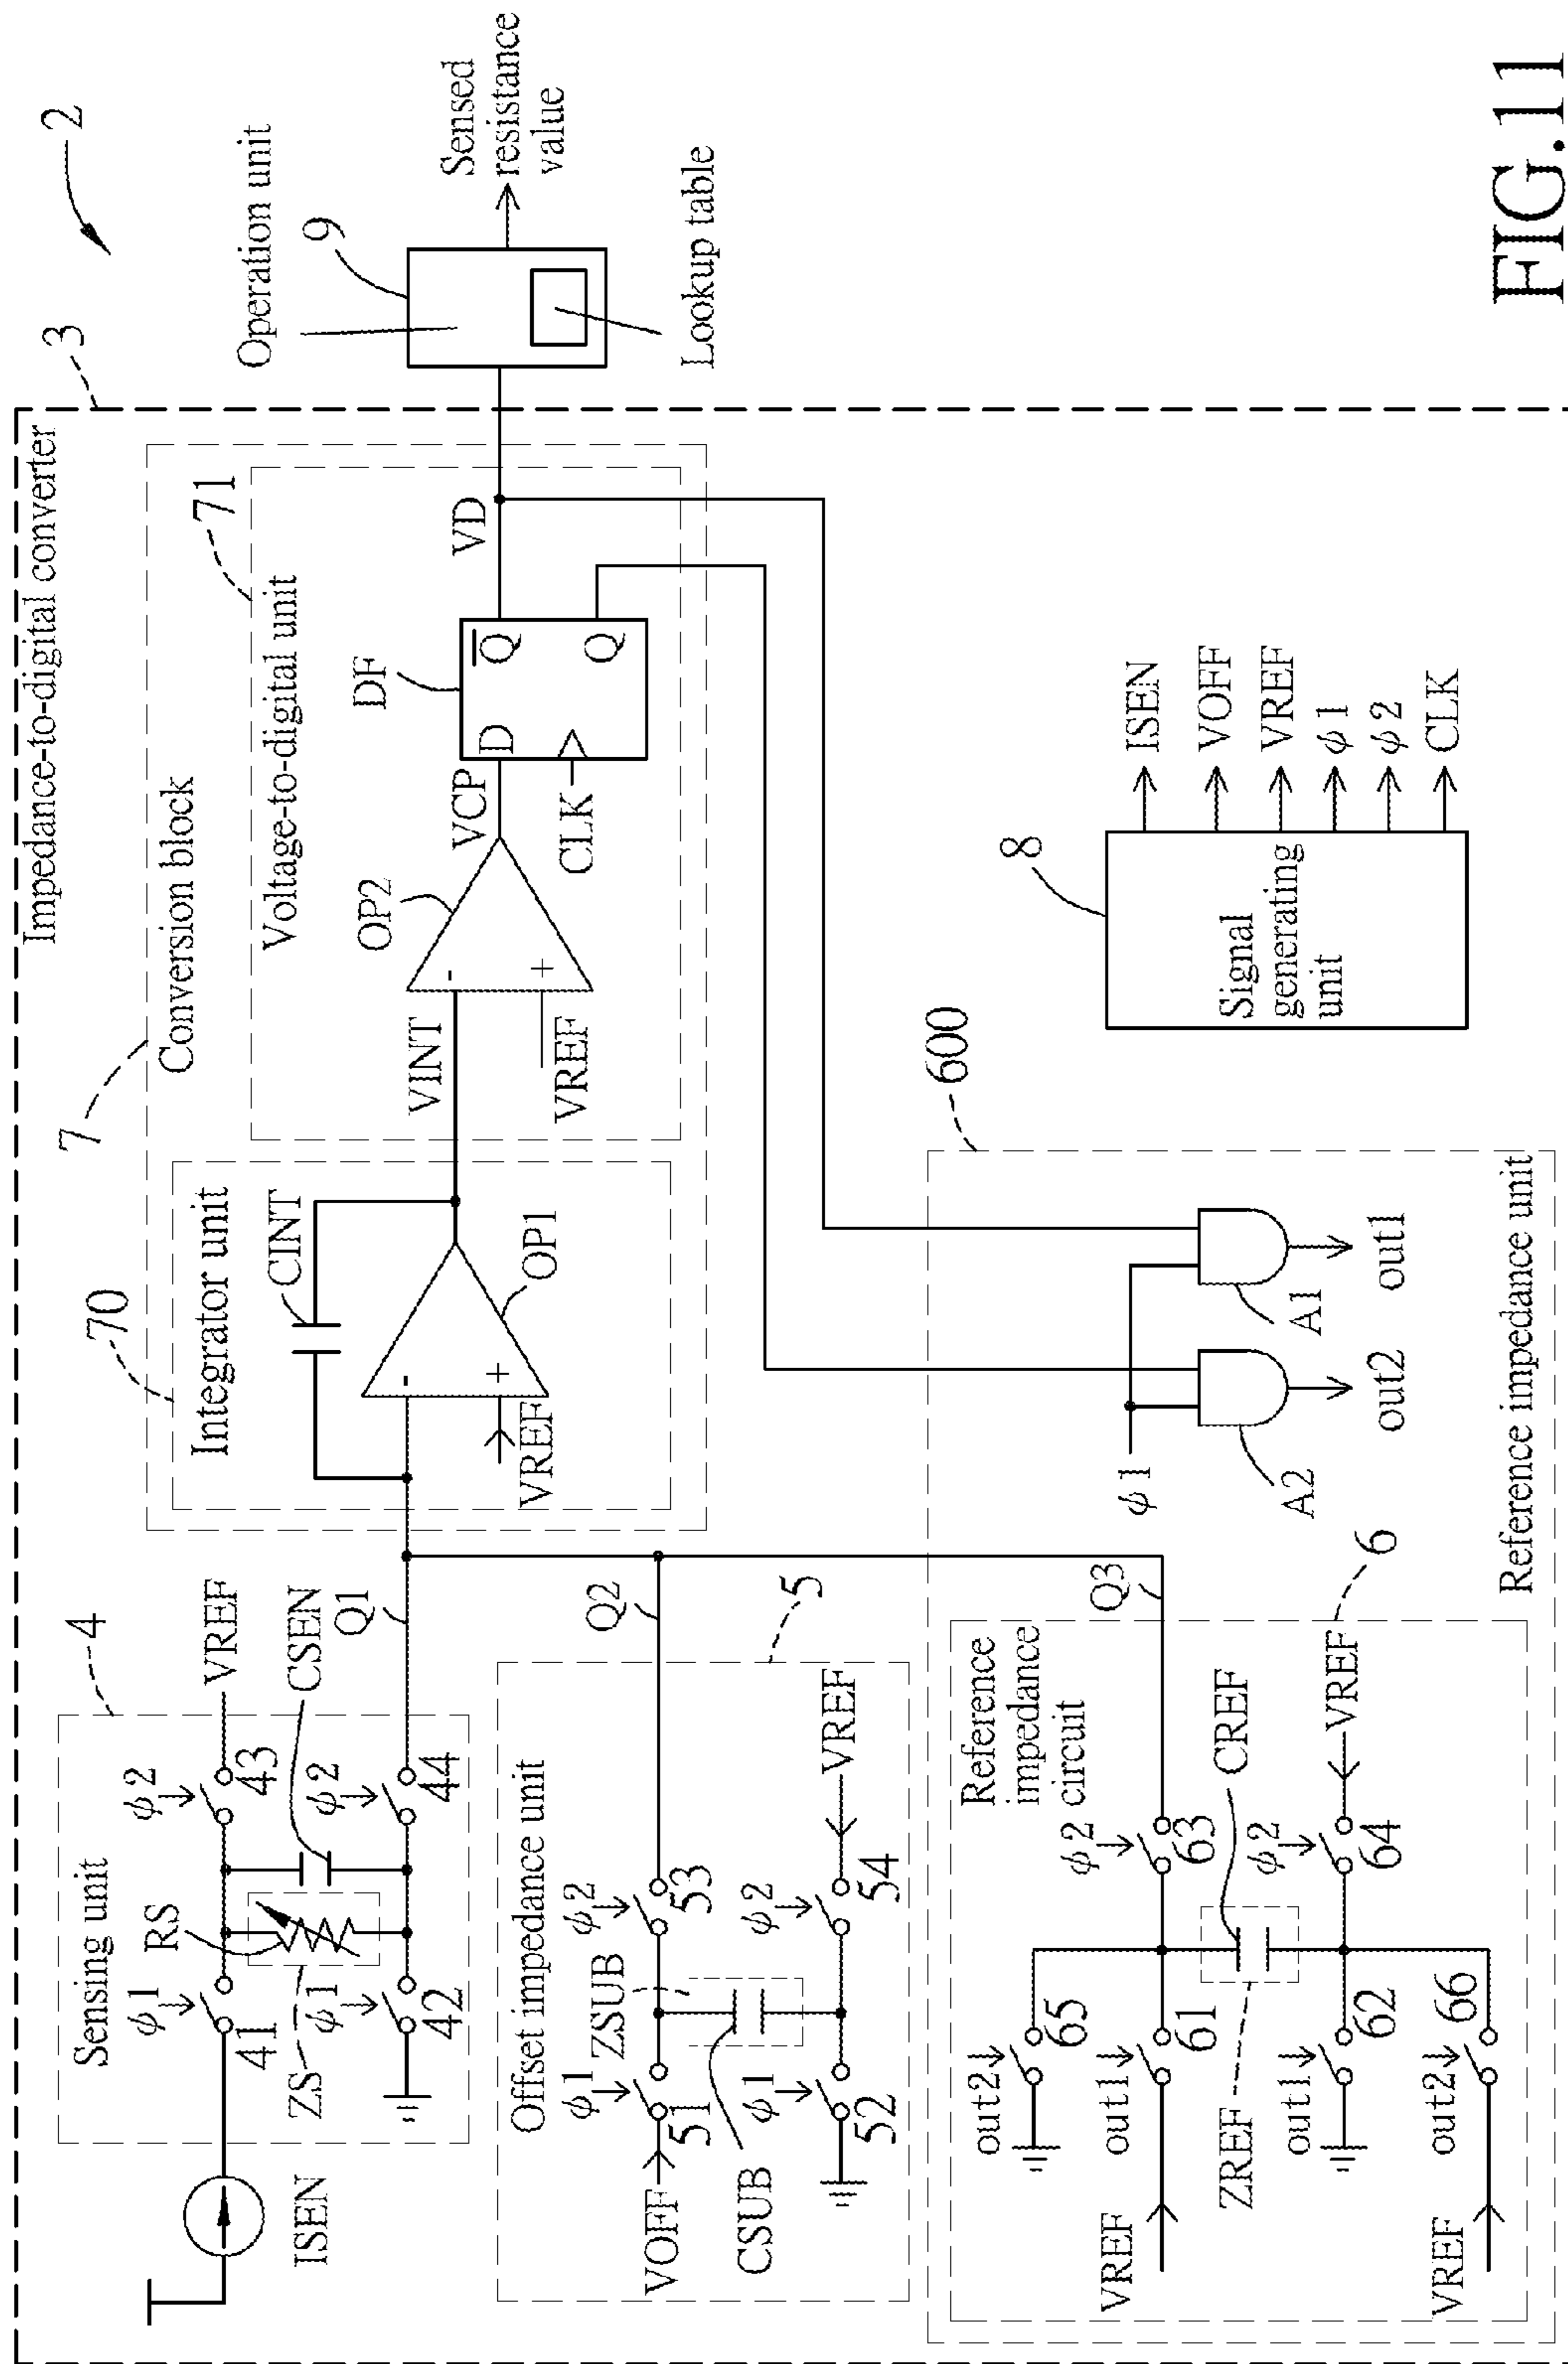 2
3
Impedance-to-digital converter
7
Conversion block
70
Integrator unit
CINT
-
+
OP1
VREF
VINT
71
Voltage-to-digital unit
OP2
-
+
VREF
VCP
DF
D
Q
Q
CLK
VD
Operation unit
9
Lookup table
Sensed
resistance
value
4
Sensing unit
ISEN
φ1
41
RS
ZS
φ1
42
φ2
43
VREF
CSEN
φ2
44
Q1
5
Offset impedance unit
VOFF
φ1
51
ZSUB
CSUB
φ1
52
φ2
53
φ2
54
VREF
Q2
600
Reference impedance unit
6
Reference
impedance
circuit
out2
65
VREF
out1
61
ZREF
out1
62
VREF
out2
66
φ2
63
CREF
φ2
64
VREF
Q3
φ1
A2
out2
A1
out1
8
Signal
generating
unit
ISEN
VOFF
VREF
φ1
φ2
CLK
FIG.11